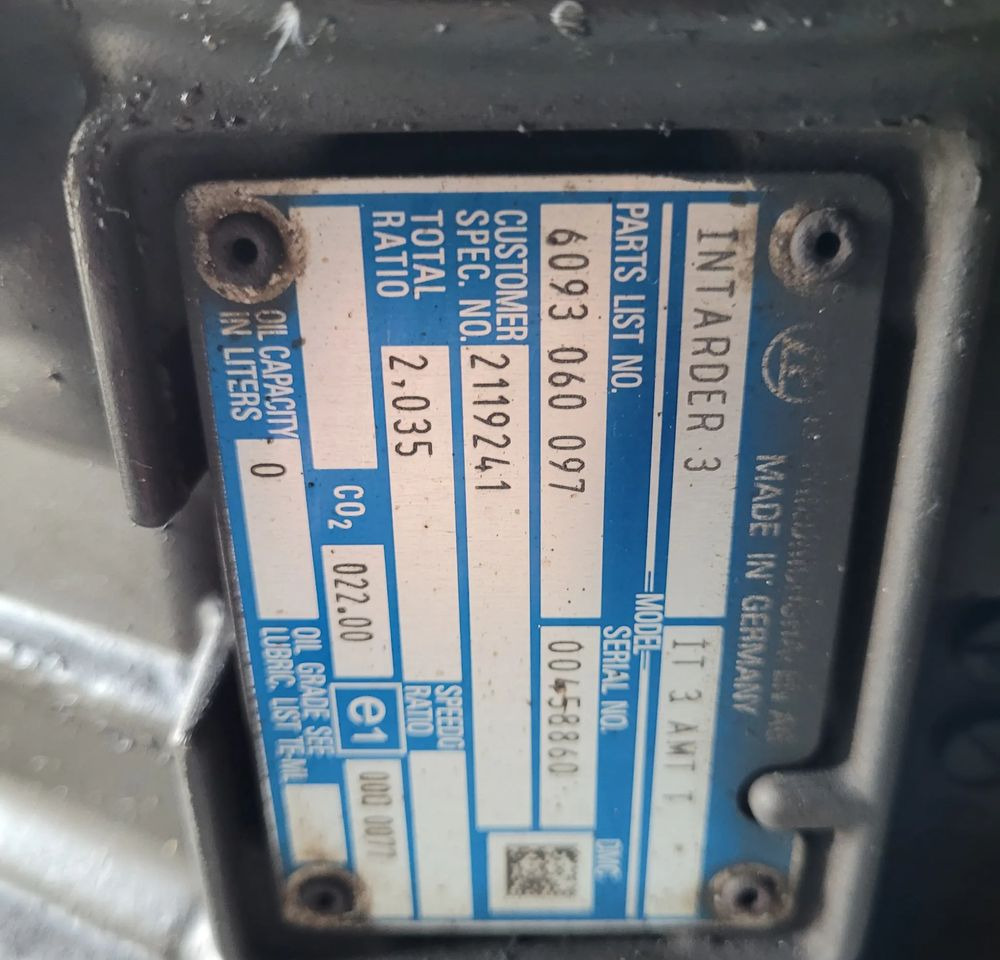 MADE IN GERMANY
=MODEL=
INTARDER 3 IT 3 AMT I
PARTS LIST NO. SERIAL NO. DMC
6093 060 097 00458860
CUSTOMER
SPEC. NO. 211924.1
TOTAL
RATIO 2,035
SPEEDO
RATIO
CO2 022.00 e1 000 0077
OIL CAPACITY
IN LITERS 0
OIL GRADE SEE
LUBRIC. LIST TE-ML